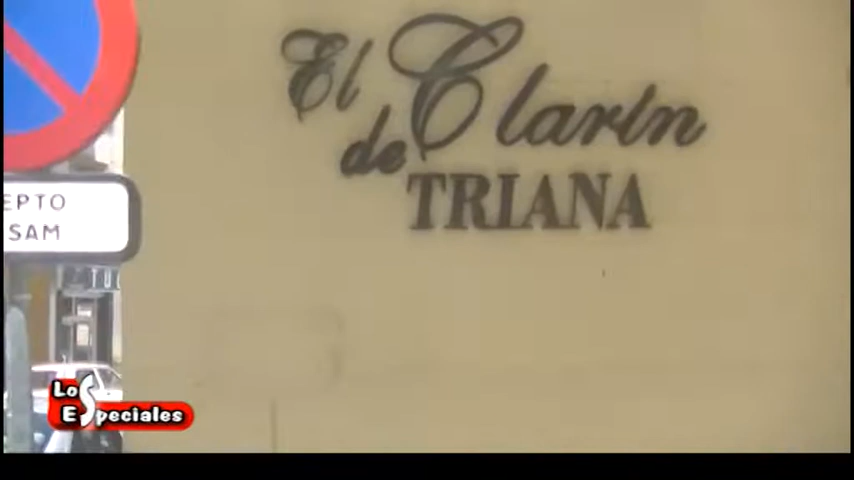 El Clarín
de
TRIANA
EPTO
SAM
Los
Especiales